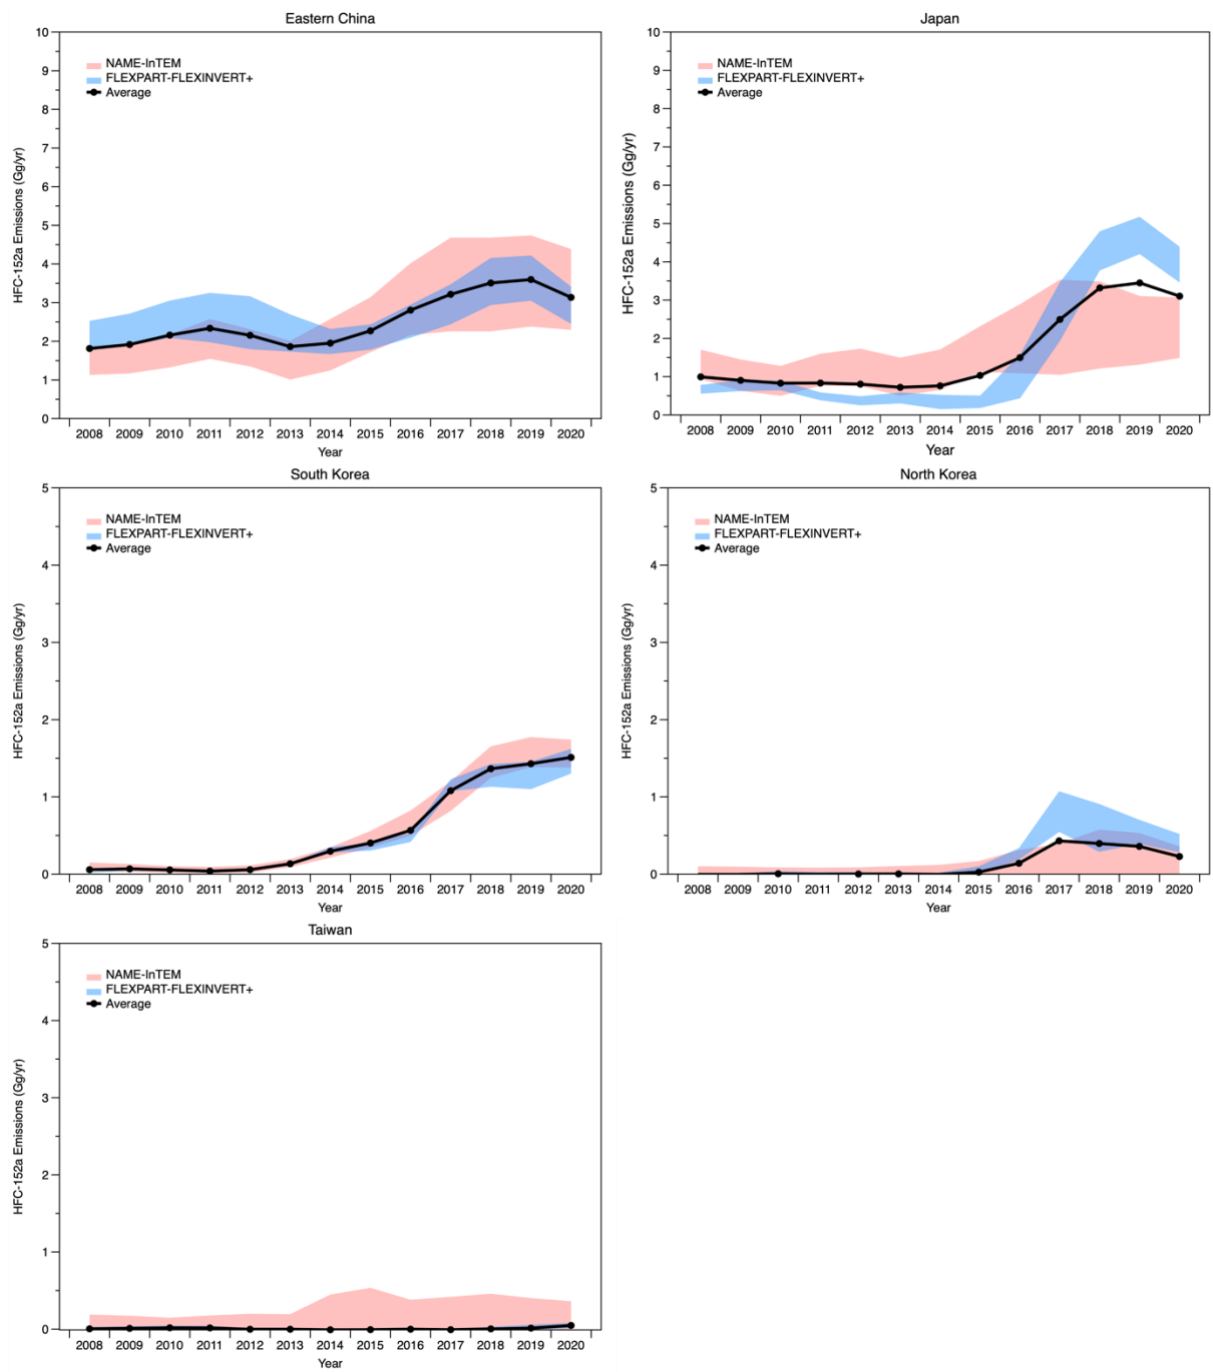 Eastern China
10
9
8
7
6
5
4
3
2
1
0
HFC-152a Emissions (Gg/yr)
NAME-InTEM
FLEXPART-FLEXINVERT+
Average
2008 2009 2010 2011 2012 2013 2014 2015 2016 2017 2018 2019 2020
Year
Japan
10
9
8
7
6
5
4
3
2
1
0
HFC-152a Emissions (Gg/yr)
NAME-InTEM
FLEXPART-FLEXINVERT+
Average
2008 2009 2010 2011 2012 2013 2014 2015 2016 2017 2018 2019 2020
Year
South Korea
5
4
3
2
1
0
HFC-152a Emissions (Gg/yr)
NAME-InTEM
FLEXPART-FLEXINVERT+
Average
2008 2009 2010 2011 2012 2013 2014 2015 2016 2017 2018 2019 2020
Year
North Korea
5
4
3
2
1
0
HFC-152a Emissions (Gg/yr)
NAME-InTEM
FLEXPART-FLEXINVERT+
Average
2008 2009 2010 2011 2012 2013 2014 2015 2016 2017 2018 2019 2020
Year
Taiwan
5
4
3
2
1
0
HFC-152a Emissions (Gg/yr)
NAME-InTEM
FLEXPART-FLEXINVERT+
Average
2008 2009 2010 2011 2012 2013 2014 2015 2016 2017 2018 2019 2020
Year